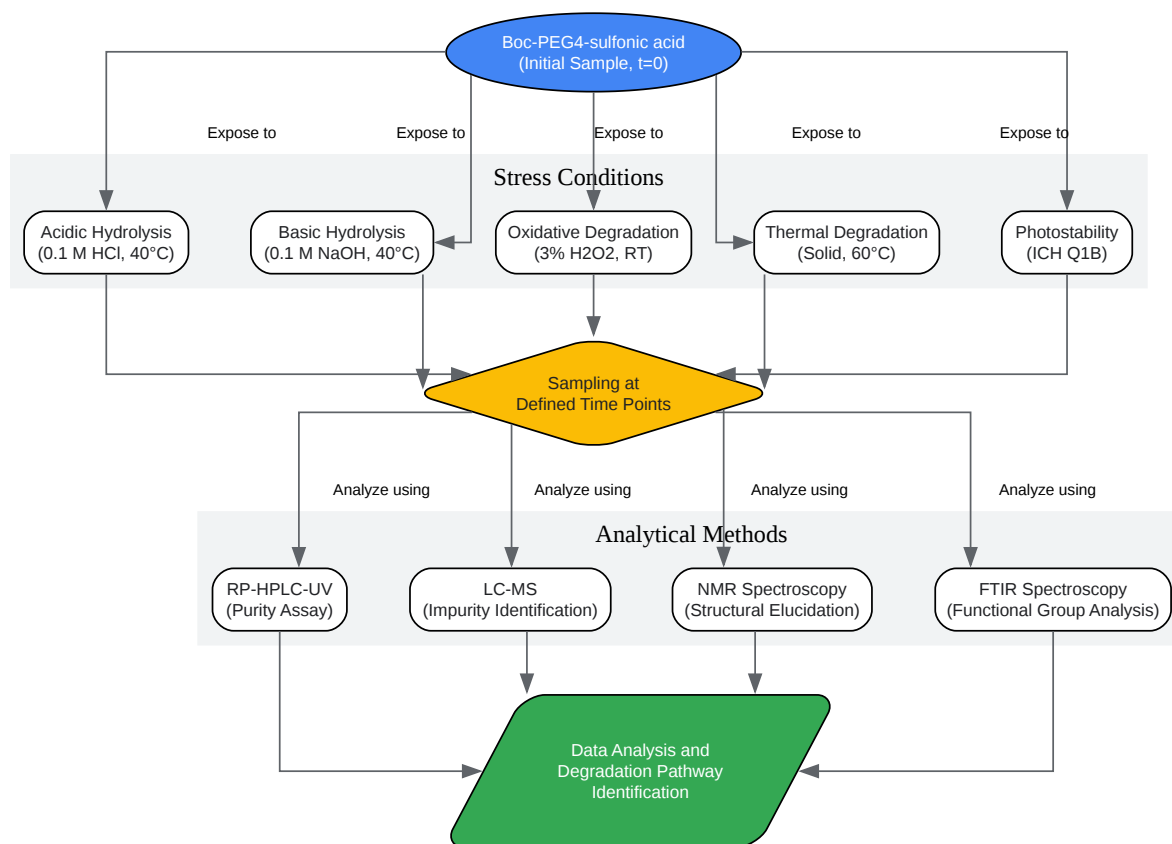 Boc-PEG4-sulfonic acid
(Initial Sample, t=0)
Expose to
Expose to
Expose to
Expose to
Expose to
Stress Conditions
Acidic Hydrolysis
(0.1 M HCl, 40°C)
Basic Hydrolysis
(0.1 M NaOH, 40°C)
Oxidative Degradation
(3% H2O2, RT)
Thermal Degradation
(Solid, 60°C)
Photostability
(ICH Q1B)
Sampling at
Defined Time Points
Analyze using
Analyze using
Analyze using
Analyze using
Analytical Methods
RP-HPLC-UV
(Purity Assay)
LC-MS
(Impurity Identification)
NMR Spectroscopy
(Structural Elucidation)
FTIR Spectroscopy
(Functional Group Analysis)
Data Analysis and
Degradation Pathway
Identification